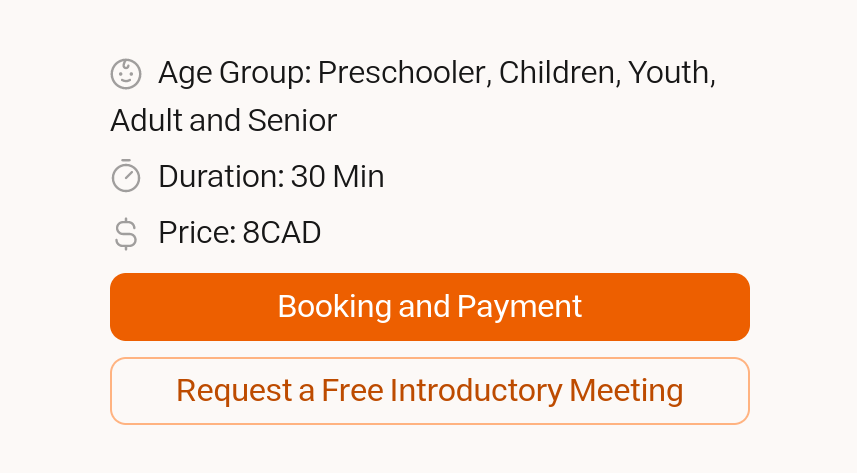 Age Group: Preschooler, Children, Youth,
Adult and Senior
Duration: 30 Min
Price: 8CAD
Booking and Payment
Request a Free Introductory Meeting